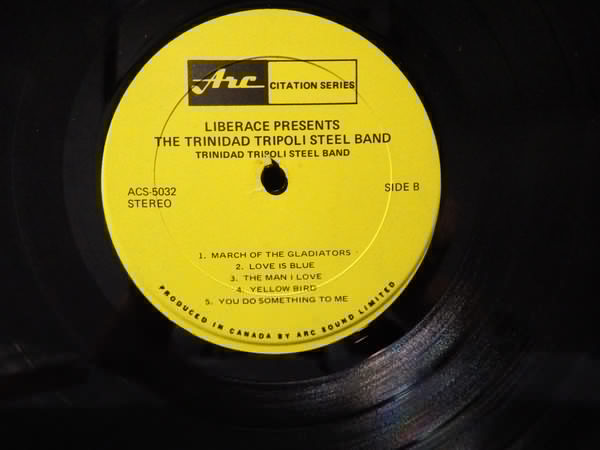 Arc CITATION SERIES
LIBERACE PRESENTS
THE TRINIDAD TRIPOLI STEEL BAND
TRINIDAD TRIPOLI STEEL BAND
ACS-5032
STEREO
SIDE B
1. MARCH OF THE GLADIATORS
2. LOVE IS BLUE
3. THE MAN I LOVE
4. YELLOW BIRD
5. YOU DO SOMETHING TO ME
PRODUCED IN CANADA BY ARC SOUND LIMITED